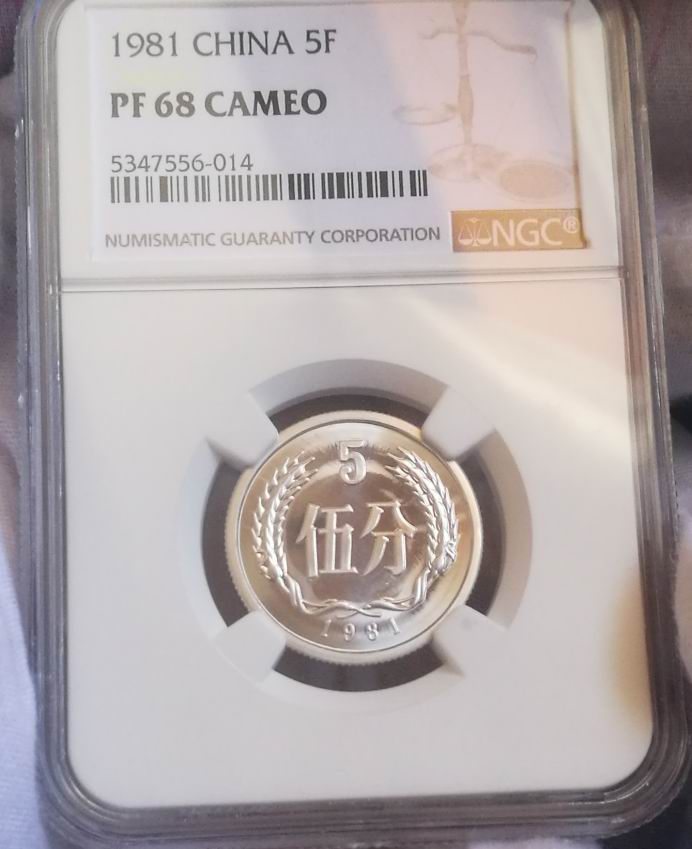 1981 CHINA 5F
PF 68 CAMEO
5347556-014
NUMISMATIC GUARANTY CORPORATION
NGC®
5
伍分
1981